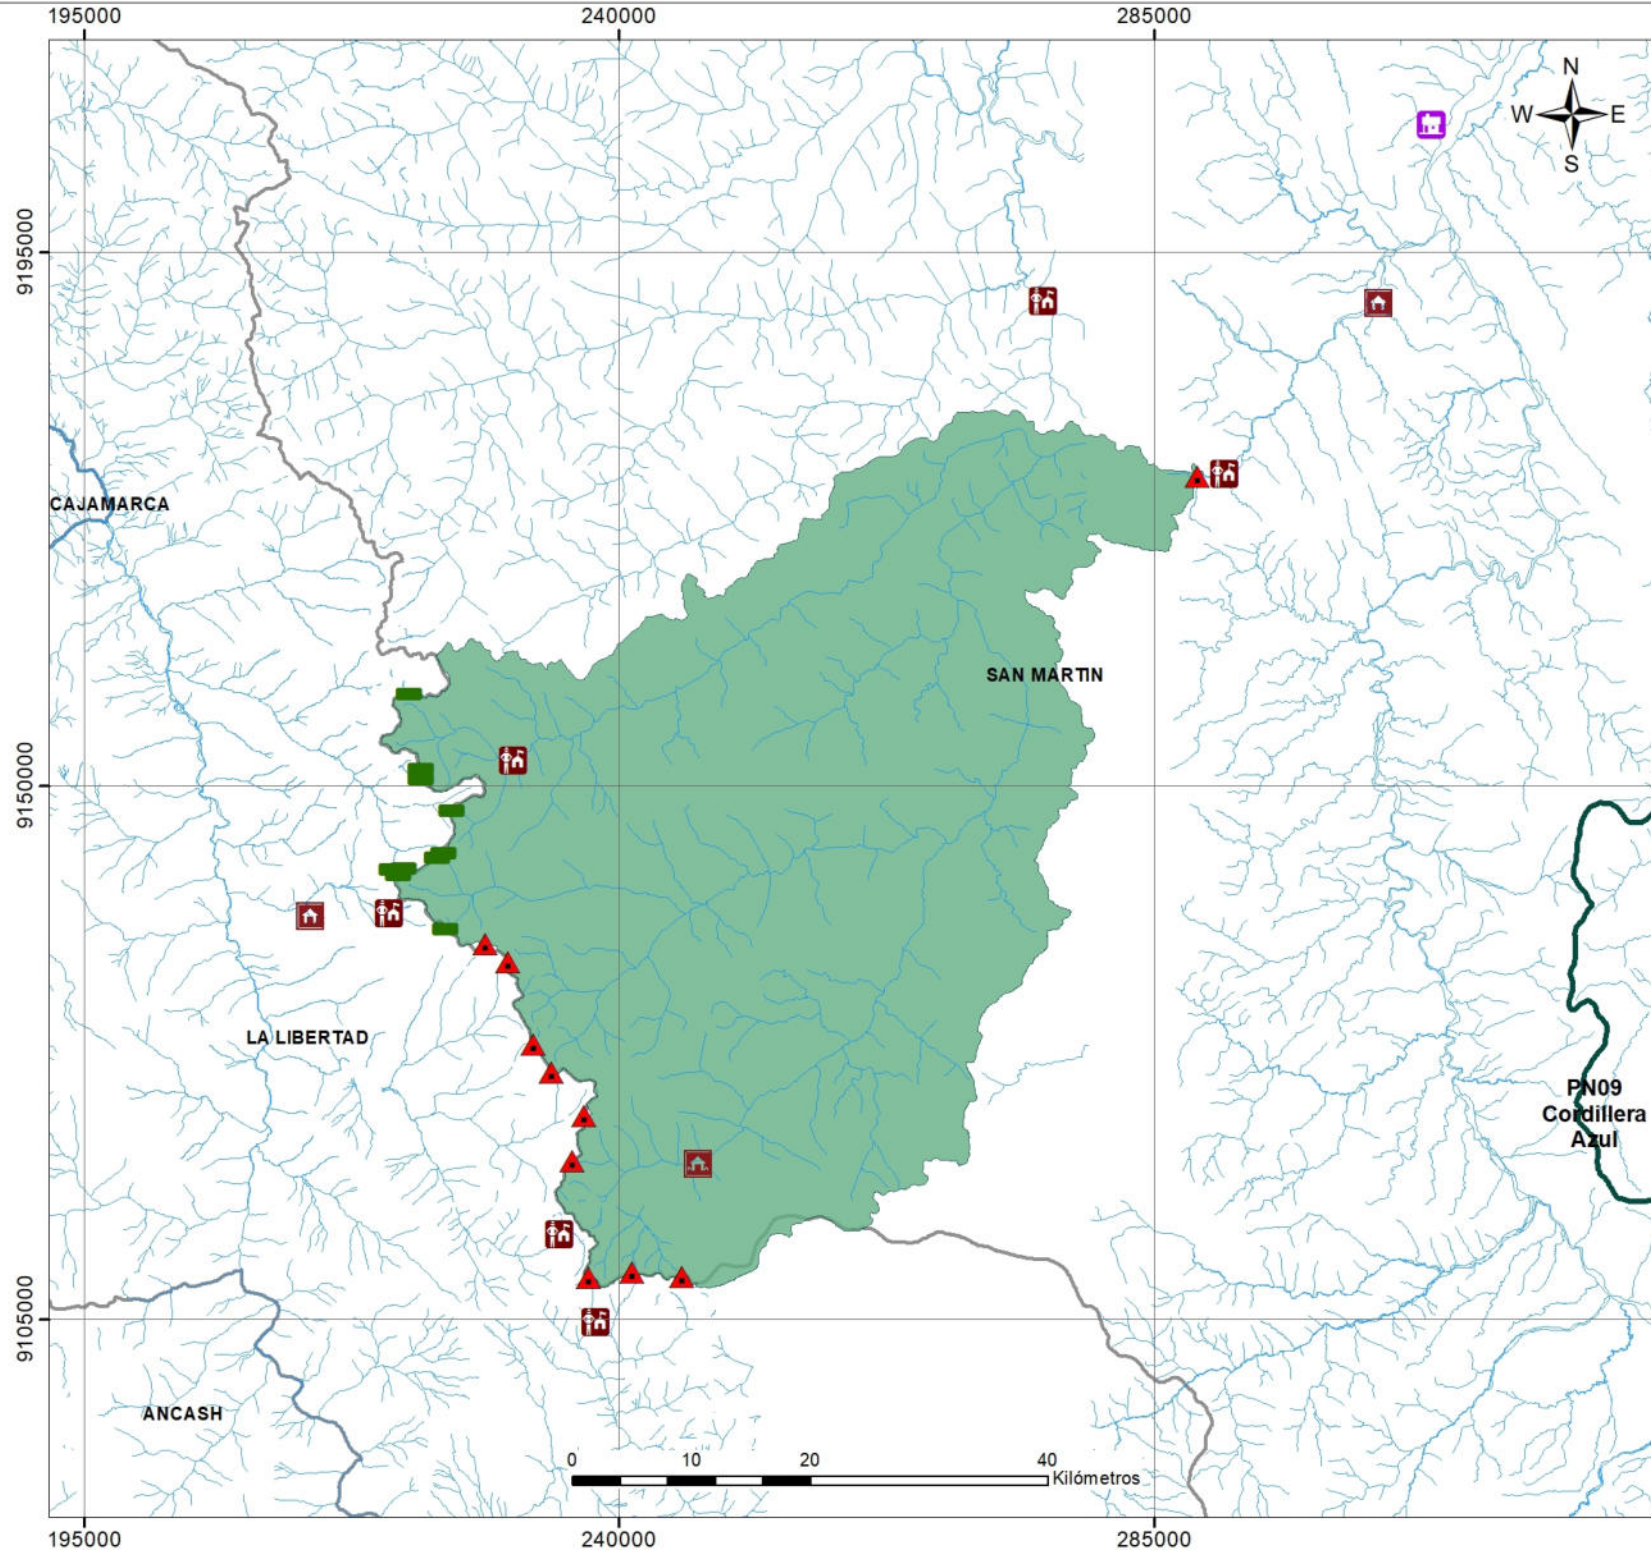 195000 240000 285000
N
W E
S
9195000
CAJAMARCA
SAN MARTIN
9150000
LA LIBERTAD
PN09
Cordillera
Azul
9105000
ANCASH
0 10 20 40
Kilómetros
195000 240000 285000